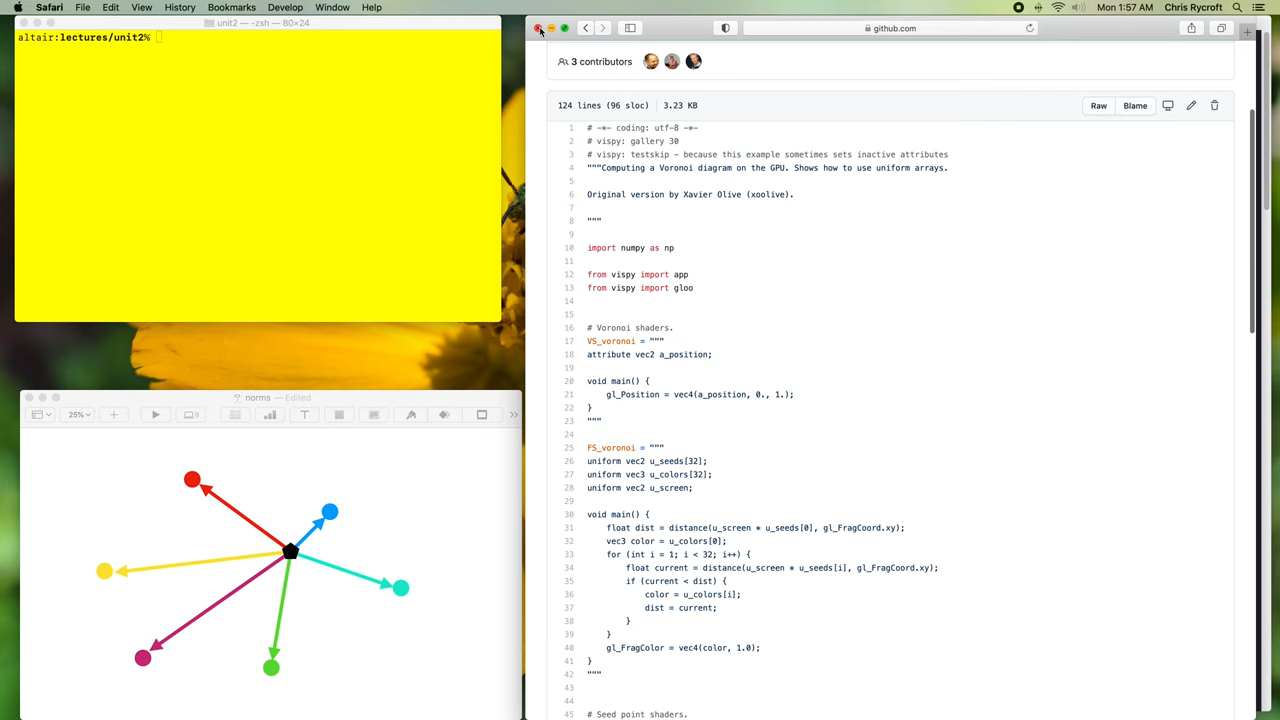 Safari File Edit View History Bookmarks Develop Window Help
Mon 1:57 AM Chris Rycroft
unit2 — -zsh — 80×24
altair:lectures/unit2%
norms — Edited
25%
github.com
3 contributors
124 lines (96 sloc) 3.23 KB
Raw Blame
1 # -*- coding: utf-8 -*-
2 # vispy: gallery 30
3 # vispy: testskip - because this example sometimes sets inactive attributes
4 """Computing a Voronoi diagram on the GPU. Shows how to use uniform arrays.
5
6 Original version by Xavier Olive (xoolive).
7
8 """
9
10 import numpy as np
11
12 from vispy import app
13 from vispy import gloo
14
15
16 # Voronoi shaders.
17 VS_voronoi = """
18 attribute vec2 a_position;
19
20 void main() {
21 gl_Position = vec4(a_position, 0., 1.);
22 }
23 """
24
25 FS_voronoi = """
26 uniform vec2 u_seeds[32];
27 uniform vec3 u_colors[32];
28 uniform vec2 u_screen;
29
30 void main() {
31 float dist = distance(u_screen * u_seeds[0], gl_FragCoord.xy);
32 vec3 color = u_colors[0];
33 for (int i = 1; i < 32; i++) {
34 float current = distance(u_screen * u_seeds[i], gl_FragCoord.xy);
35 if (current < dist) {
36 color = u_colors[i];
37 dist = current;
38 }
39 }
40 gl_FragColor = vec4(color, 1.0);
41 }
42 """
43
44
45 # Seed point shaders.